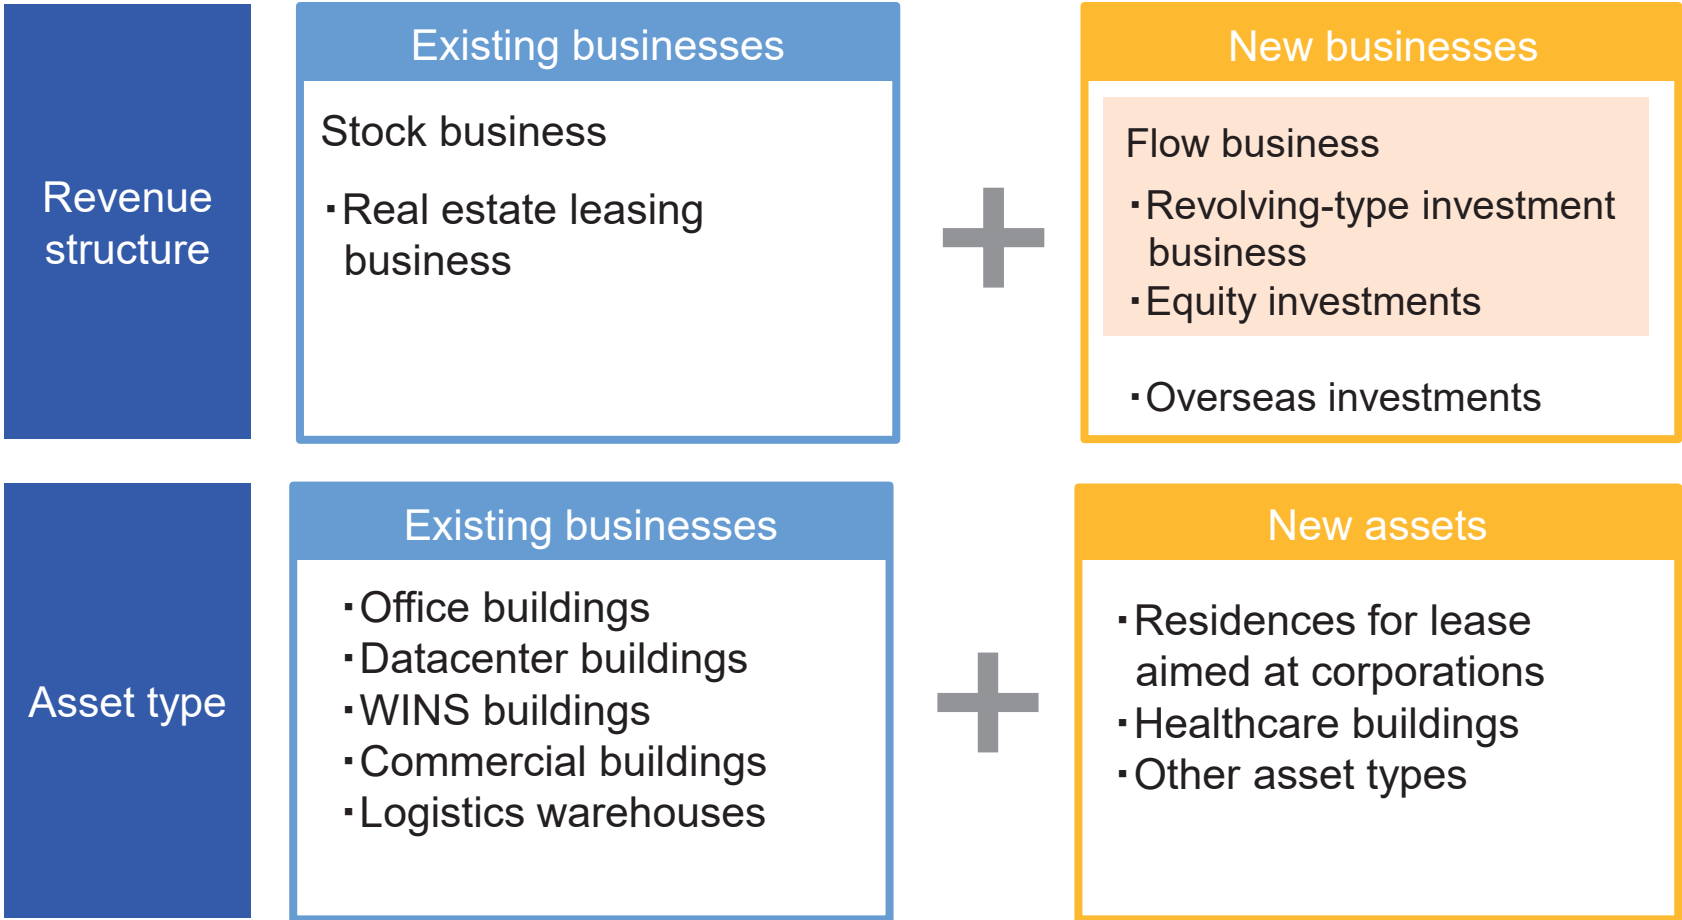 Revenue
structure
Existing businesses
Stock business
・Real estate leasing
business
New businesses
Flow business
・Revolving-type investment
business
・Equity investments
・Overseas investments
Asset type
Existing businesses
・Office buildings
・Datacenter buildings
・WINS buildings
・Commercial buildings
・Logistics warehouses
New assets
・Residences for lease
aimed at corporations
・Healthcare buildings
・Other asset types